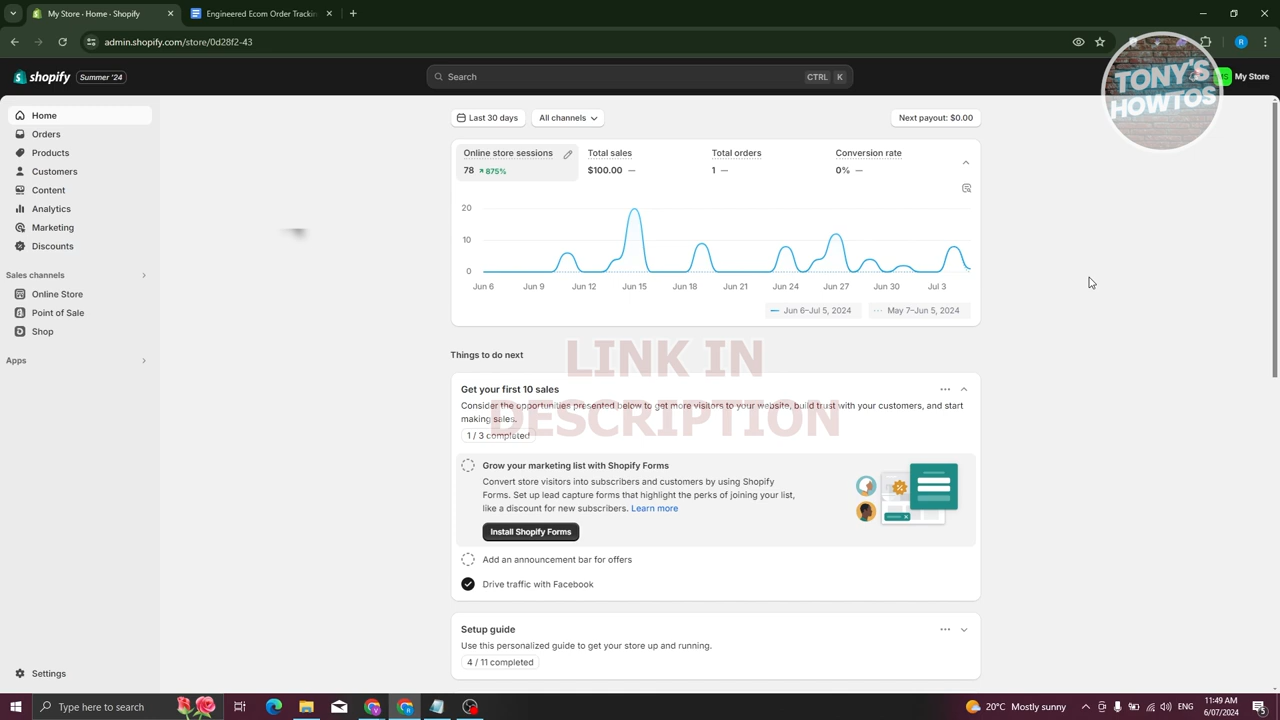 My Store · Home · Shopify
Engineered Ecom Order Trackin
admin.shopify.com/store/0d28f2-43
R
shopify
Summer '24
Search
CTRL
K
My Store
TONY'S
HOWTOS
Home
Orders
Products
Customers
Content
Analytics
Marketing
Discounts
Sales channels
Online Store
Point of Sale
Shop
Apps
Settings
Last 30 days
All channels
Next payout: $0.00
Online store sessions
78 ↗ 875%
Total sales
$100.00 —
Total orders
1 —
Conversion rate
0% —
20
10
0
Jun 6
Jun 9
Jun 12
Jun 15
Jun 18
Jun 21
Jun 24
Jun 27
Jun 30
Jul 3
Jun 6–Jul 5, 2024
May 7–Jun 5, 2024
Things to do next
LINK IN
DESCRIPTION
Get your first 10 sales
Consider the opportunities presented below to get more visitors to your website, build trust with your customers, and start
making sales.
1 / 3 completed
Grow your marketing list with Shopify Forms
Convert store visitors into subscribers and customers by using Shopify
Forms. Set up lead capture forms that highlight the perks of joining your list,
like a discount for new subscribers. Learn more
Install Shopify Forms
Add an announcement bar for offers
Drive traffic with Facebook
Setup guide
Use this personalized guide to get your store up and running.
4 / 11 completed
Type here to search
20°C Mostly sunny
11:49 AM
6/07/2024